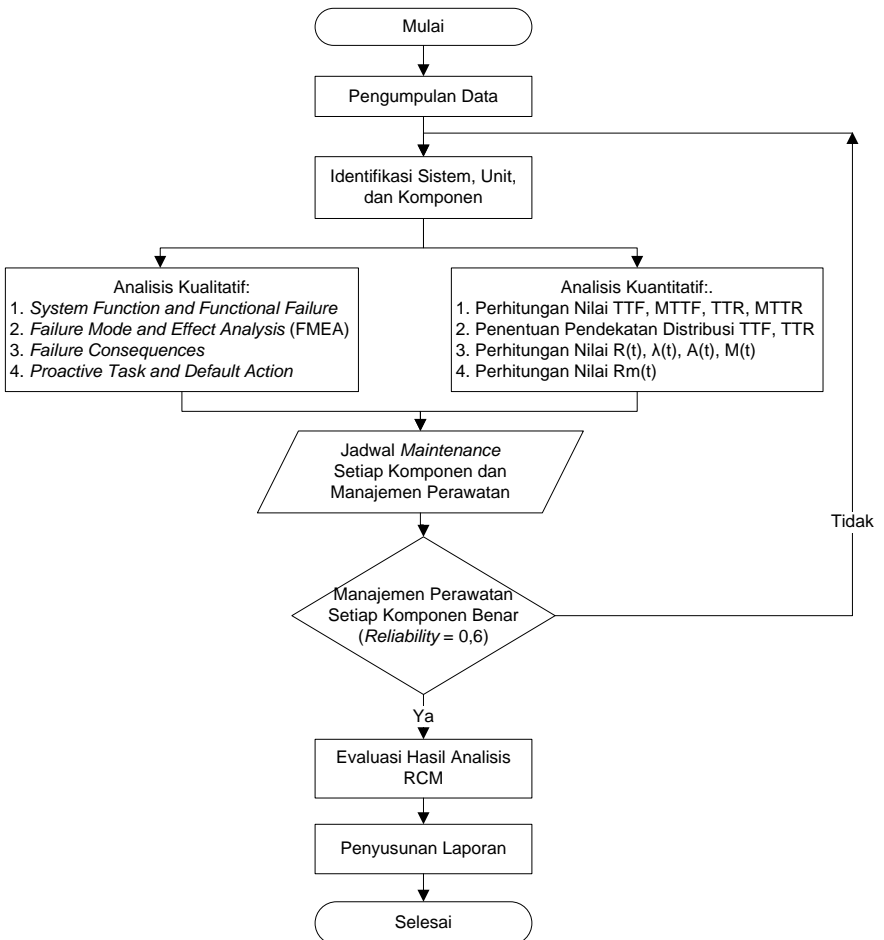 Mulai
Pengumpulan Data
Identifikasi Sistem, Unit,
dan Komponen
Analisis Kualitatif:
1. System Function and Functional Failure
2. Failure Mode and Effect Analysis (FMEA)
3. Failure Consequences
4. Proactive Task and Default Action
Analisis Kuantitatif:.
1. Perhitungan Nilai TTF, MTTF, TTR, MTTR
2. Penentuan Pendekatan Distribusi TTF, TTR
3. Perhitungan Nilai R(t), λ(t), A(t), M(t)
4. Perhitungan Nilai Rm(t)
Jadwal Maintenance
Setiap Komponen dan
Manajemen Perawatan
Tidak
Manajemen Perawatan
Setiap Komponen Benar
(Reliability = 0,6)
Ya
Evaluasi Hasil Analisis
RCM
Penyusunan Laporan
Selesai